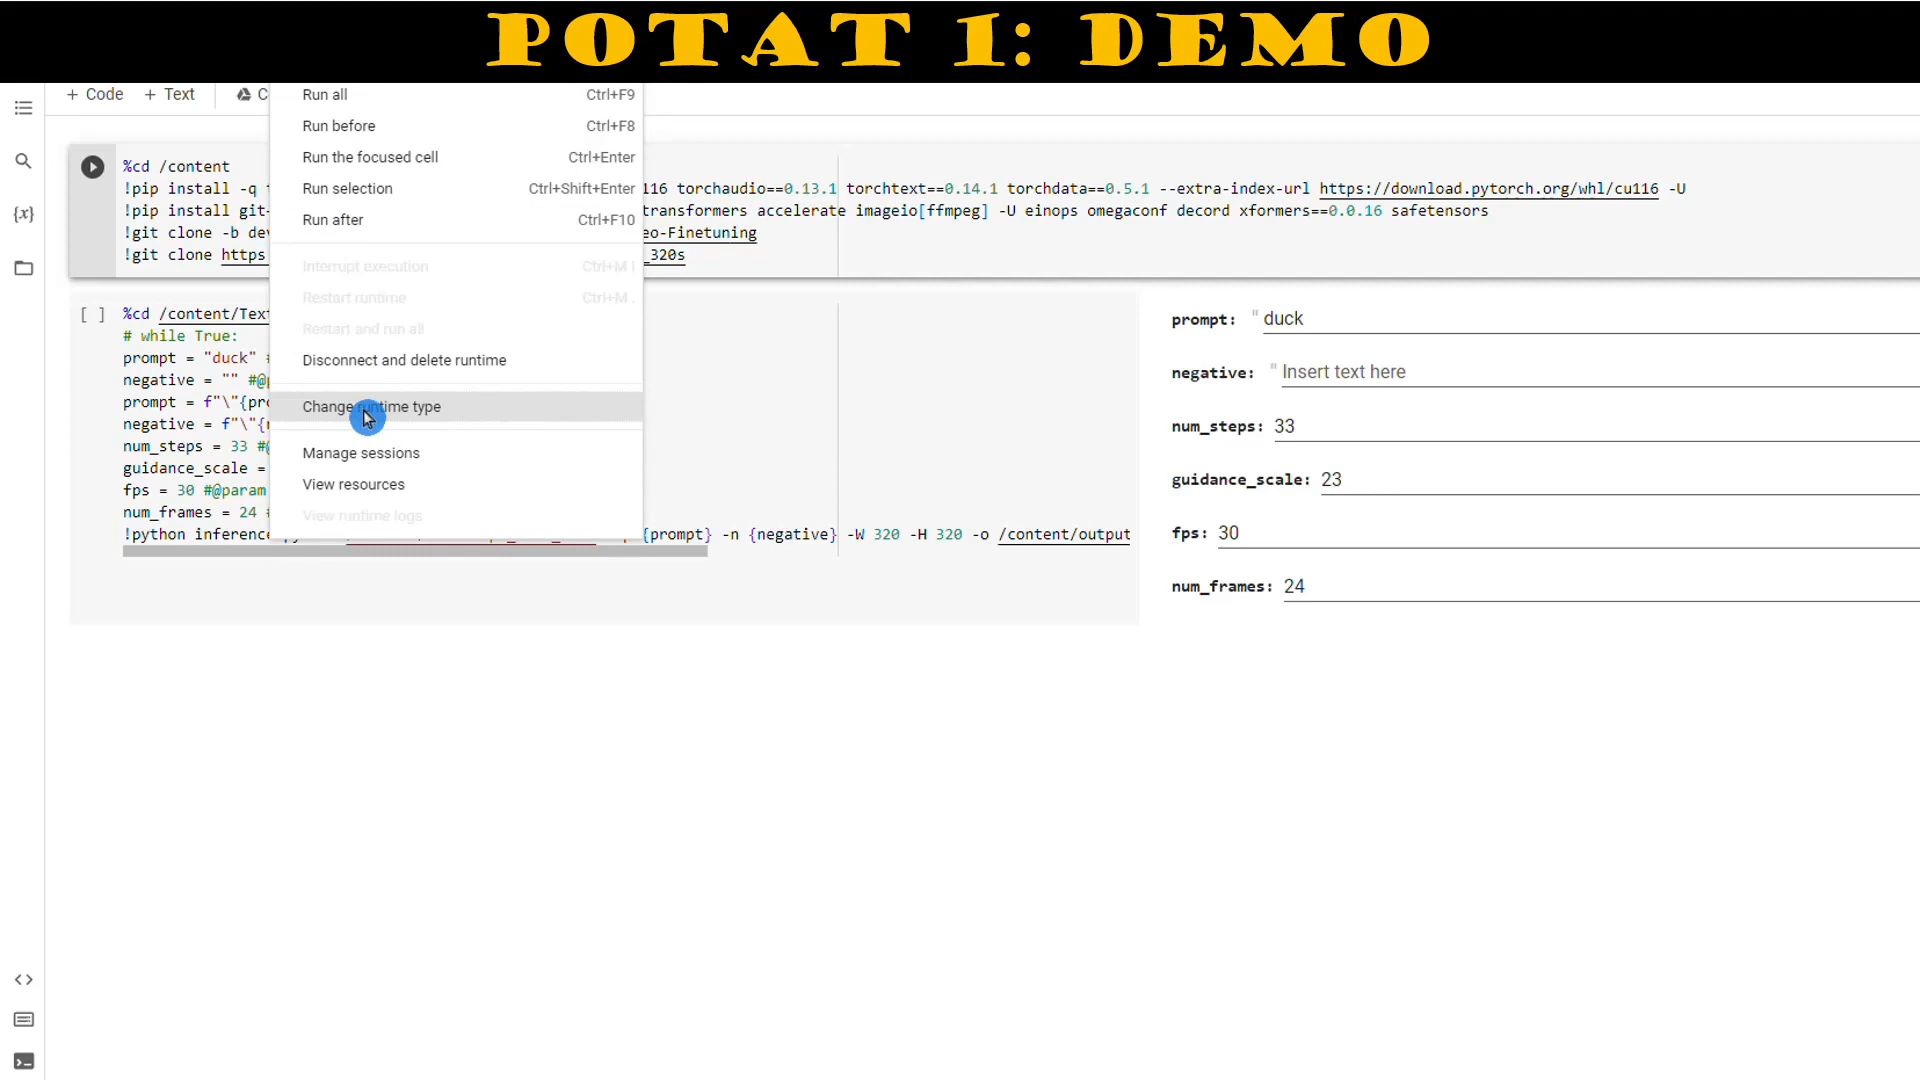 POTAT 1: DEMO
+ Code + Text C
Run all Ctrl+F9
Run before Ctrl+F8
Run the focused cell Ctrl+Enter
Run selection Ctrl+Shift+Enter
Run after Ctrl+F10
Interrupt execution Ctrl+M I
Restart runtime Ctrl+M .
Restart and run all
Disconnect and delete runtime
Change runtime type
Manage sessions
View resources
View runtime logs
%cd /content
!pip install -q 116 torchaudio==0.13.1 torchtext==0.14.1 torchdata==0.5.1 --extra-index-url https://download.pytorch.org/whl/cu116 -U
!pip install git- transformers accelerate imageio[ffmpeg] -U einops omegaconf decord xformers==0.0.16 safetensors
!git clone -b dev eo-Finetuning
!git clone https _320s
[ ] %cd /content/Text
# while True:
prompt = "duck" #
negative = "" #@p
prompt = f"\"{pro
negative = f"\"{n
num_steps = 33 #@
guidance_scale =
fps = 30 #@param
num_frames = 24 #
!python inference {prompt} -n {negative} -W 320 -H 320 -o /content/output
prompt: " duck
negative: " Insert text here
num_steps: 33
guidance_scale: 23
fps: 30
num_frames: 24
{x}